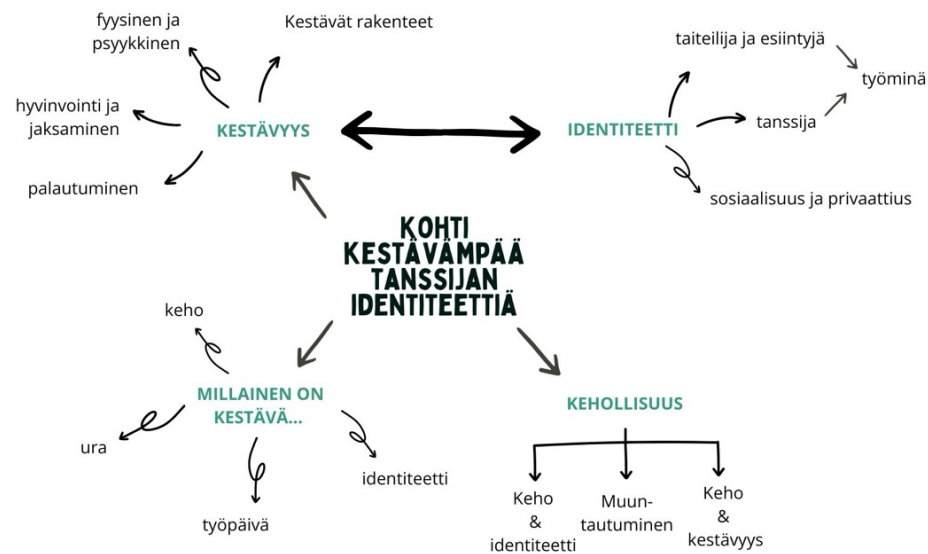 fyysinen ja
psyykkinen
Kestävät rakenteet
hyvinvointi ja
jaksaminen
KESTÄVYYS
palautuminen
taiteilija ja esiintyjä
työminä
IDENTITEETTI
tanssija
sosiaalisuus ja privaattius
KOHTI
KESTÄVÄMPÄÄ
TANSSIJAN
IDENTITEETTIÄ
keho
MILLAINEN ON
KESTÄVÄ...
ura
työpäivä
identiteetti
KEHOLLISUUS
Keho
&
identiteetti
Muun-
tautuminen
Keho
&
kestävyys